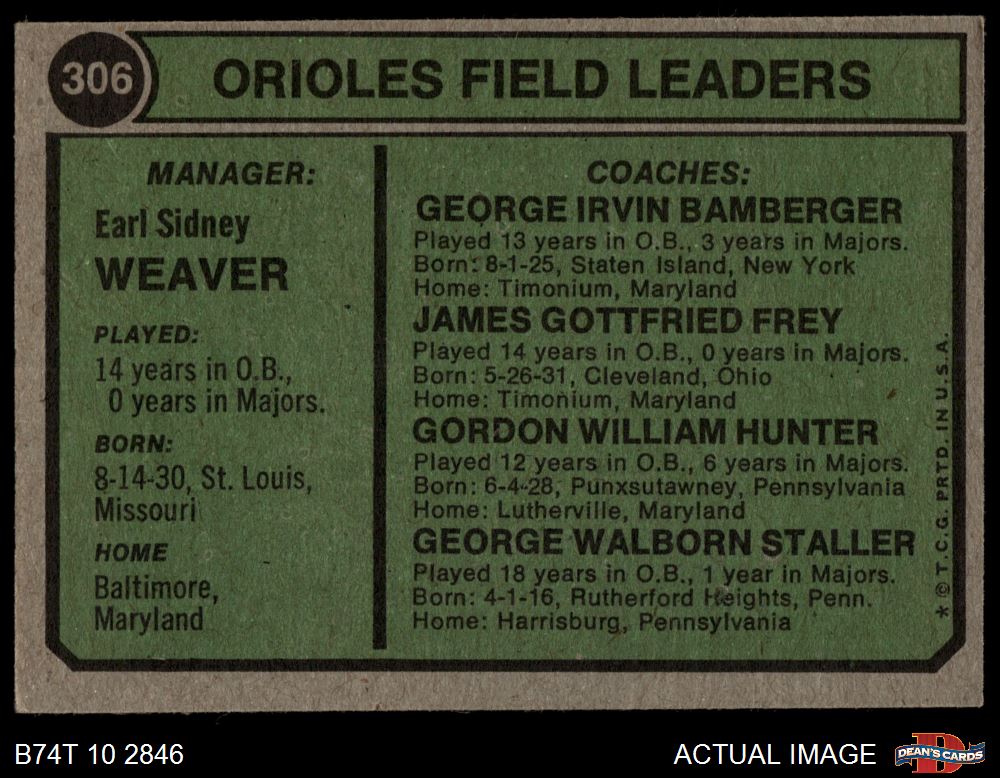 306
ORIOLES FIELD LEADERS
MANAGER:
Earl Sidney
WEAVER
PLAYED:
14 years in O.B.,
0 years in Majors.
BORN:
8-14-30, St. Louis,
Missouri
HOME
Baltimore,
Maryland
COACHES:
GEORGE IRVIN BAMBERGER
Played 13 years in O.B., 3 years in Majors.
Born: 8-1-25, Staten Island, New York
Home: Timonium, Maryland
JAMES GOTTFRIED FREY
Played 14 years in O.B., 0 years in Majors.
Born: 5-26-31, Cleveland, Ohio
Home: Timonium, Maryland
GORDON WILLIAM HUNTER
Played 12 years in O.B., 6 years in Majors.
Born: 6-4-28, Punxsutawney, Pennsylvania
Home: Lutherville, Maryland
GEORGE WALBORN STALLER
Played 18 years in O.B., 1 year in Majors.
Born: 4-1-16, Rutherford Heights, Penn.
Home: Harrisburg, Pennsylvania
* © T.C.G. PRTD. IN U.S.A.
B74T 10 2846
ACTUAL IMAGE
DEAN'S CARDS